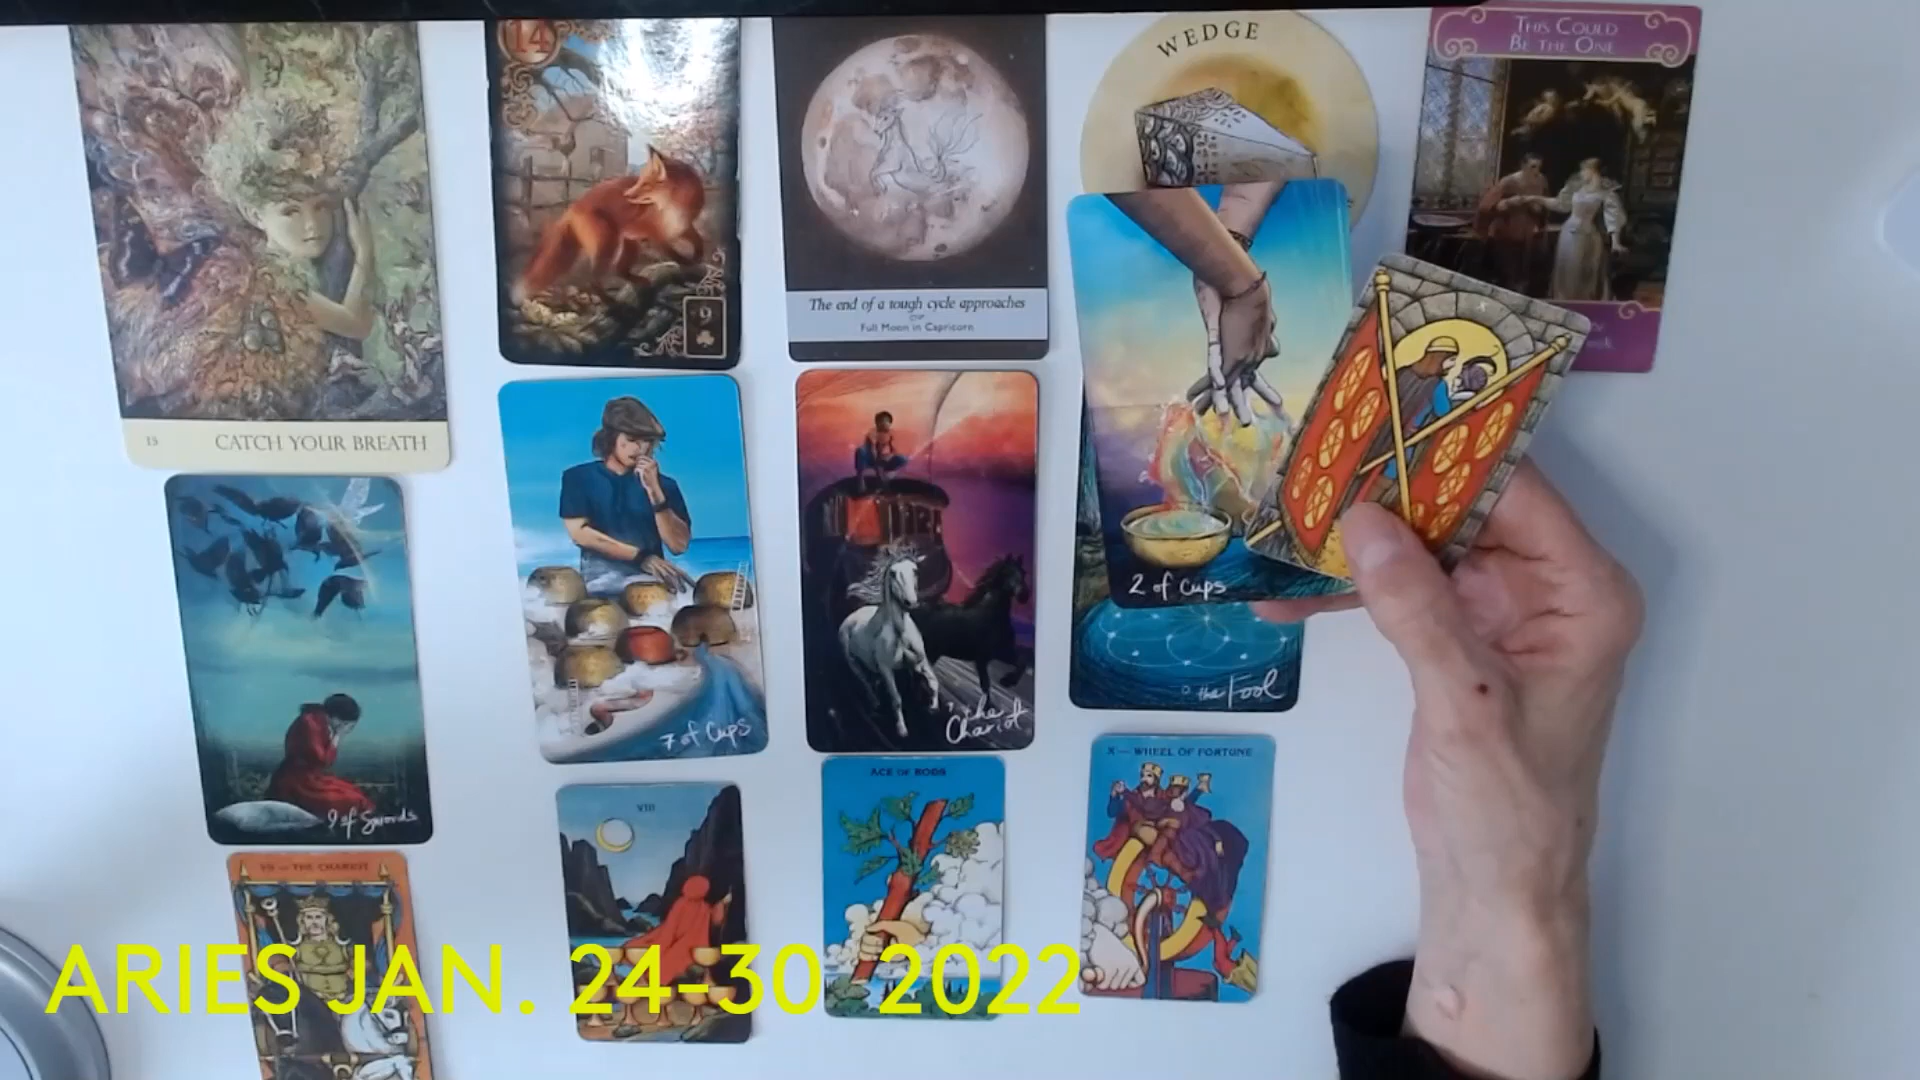 14
WEDGE
THIS COULD
BE THE ONE
9
The end of a tough cycle approaches
Full Moon in Capricorn
X
15 CATCH YOUR BREATH
2 of Cups
0 the Fool
7 of Cups
7 the
Chariot
9 of Swords
X — WHEEL OF FORTUNE
ACE OF RODS
VIII
VII — THE CHARIOT
ARIES JAN. 24-30 2022